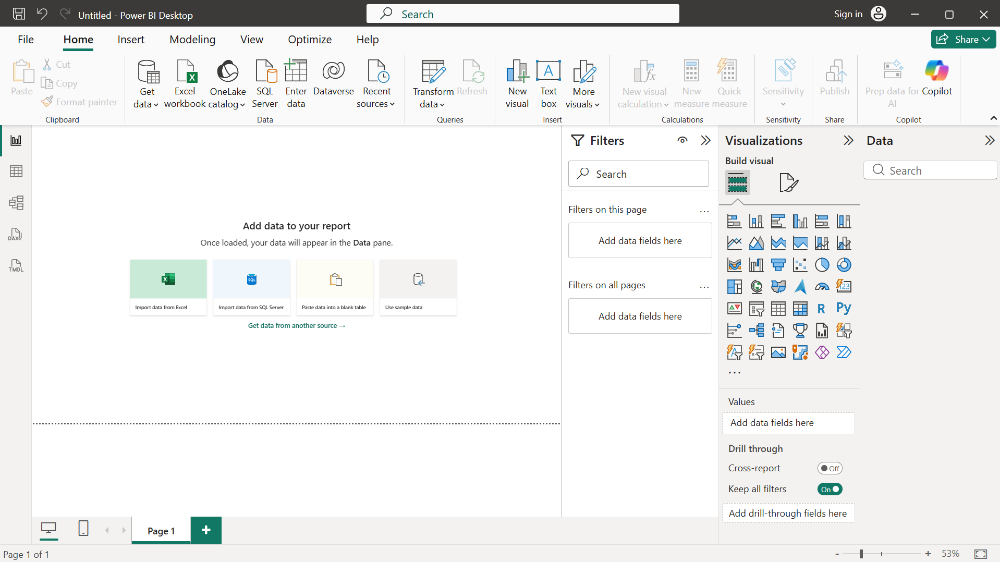 Untitled - Power BI Desktop
Search
Sign in
File
Home
Insert
Modeling
View
Optimize
Help
Share
Paste
Cut
Copy
Format painter
Clipboard
Get
data
Excel
workbook
OneLake
catalog
SQL
Server
Enter
data
Dataverse
Recent
sources
Data
Transform
data
Refresh
Queries
New
visual
A
Text
box
More
visuals
Insert
New visual
calculation
New
measure
Quick
measure
Calculations
Sensitivity
Sensitivity
Publish
Share
Prep data for
AI
Copilot
Copilot
DAX
TMDL
Add data to your report
Once loaded, your data will appear in the Data pane.
Import data from Excel
SQL
Import data from SQL Server
Paste data into a blank table
Use sample data
Get data from another source →
Filters
Search
Filters on this page
...
Add data fields here
Filters on all pages
...
Add data fields here
Visualizations
Build visual
123
R
Py
...
Values
Add data fields here
Drill through
Cross-report
Off
Keep all filters
On
Add drill-through fields here
Data
Search
Page 1
Page 1 of 1
-
+
53%